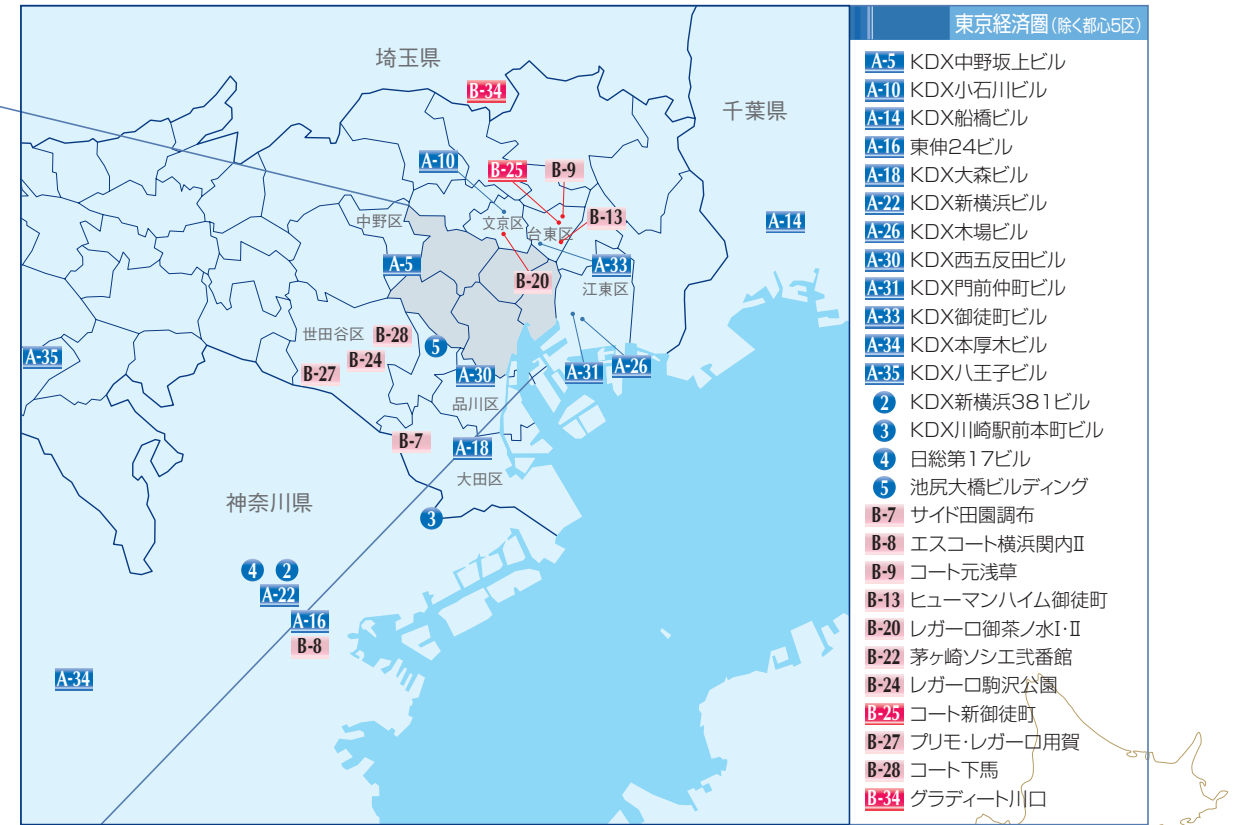 埼玉県
B-34
千葉県
A-10
B-25
B-9
中野区
文京区
台東区
B-13
A-14
A-5
A-33
B-20
江東区
世田谷区
B-28
5
A-35
B-24
B-27
A-30
A-31
A-26
品川区
B-7
A-18
大田区
神奈川県
3
4
2
A-22
A-16
B-8
A-34
東京経済圏(除く都心5区)
A-5 KDX中野坂上ビル
A-10 KDX小石川ビル
A-14 KDX船橋ビル
A-16 東伸24ビル
A-18 KDX大森ビル
A-22 KDX新横浜ビル
A-26 KDX木場ビル
A-30 KDX西五反田ビル
A-31 KDX門前仲町ビル
A-33 KDX御徒町ビル
A-34 KDX本厚木ビル
A-35 KDX八王子ビル
2 KDX新横浜381ビル
3 KDX川崎駅前本町ビル
4 日総第17ビル
5 池尻大橋ビルディング
B-7 サイド田園調布
B-8 エスコート横浜関内Ⅱ
B-9 コート元浅草
B-13 ヒューマンハイム御徒町
B-20 レガーロ御茶ノ水Ⅰ・Ⅱ
B-22 茅ヶ崎ソシエ弐番館
B-24 レガーロ駒沢公園
B-25 コート新御徒町
B-27 プリモ・レガーロ用賀
B-28 コート下馬
B-34 グラディート川口